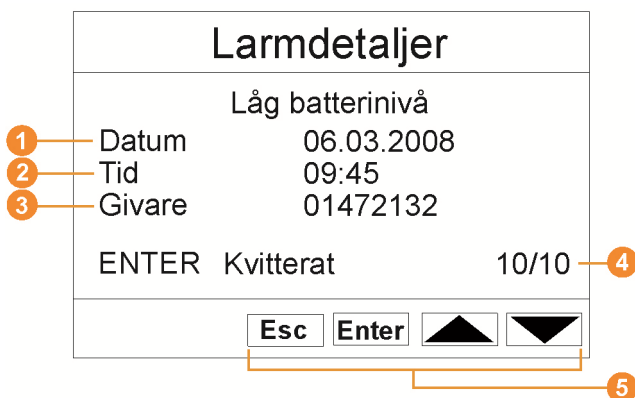 Larmdetaljer
Låg batterinivå
1 Datum 06.03.2008
2 Tid 09:45
3 Givare 01472132
ENTER Kvitterat 10/10 4
Esc Enter
5